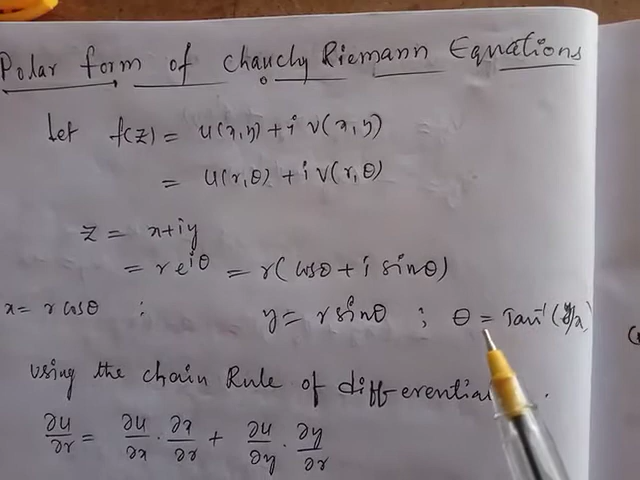 Polar form of Chauchy Riemann Equations
Let f(z) = u(x,y) + i v(x,y)
= u(r,θ) + i v(r,θ)
z = x+iy
= re^{iθ} = r(cosθ + i sinθ)
x = r cosθ ; y = r sinθ ; θ = Tan⁻¹(y/x)
using the chain Rule of differentia
∂u/∂r = ∂u/∂x · ∂x/∂r + ∂u/∂y · ∂y/∂r